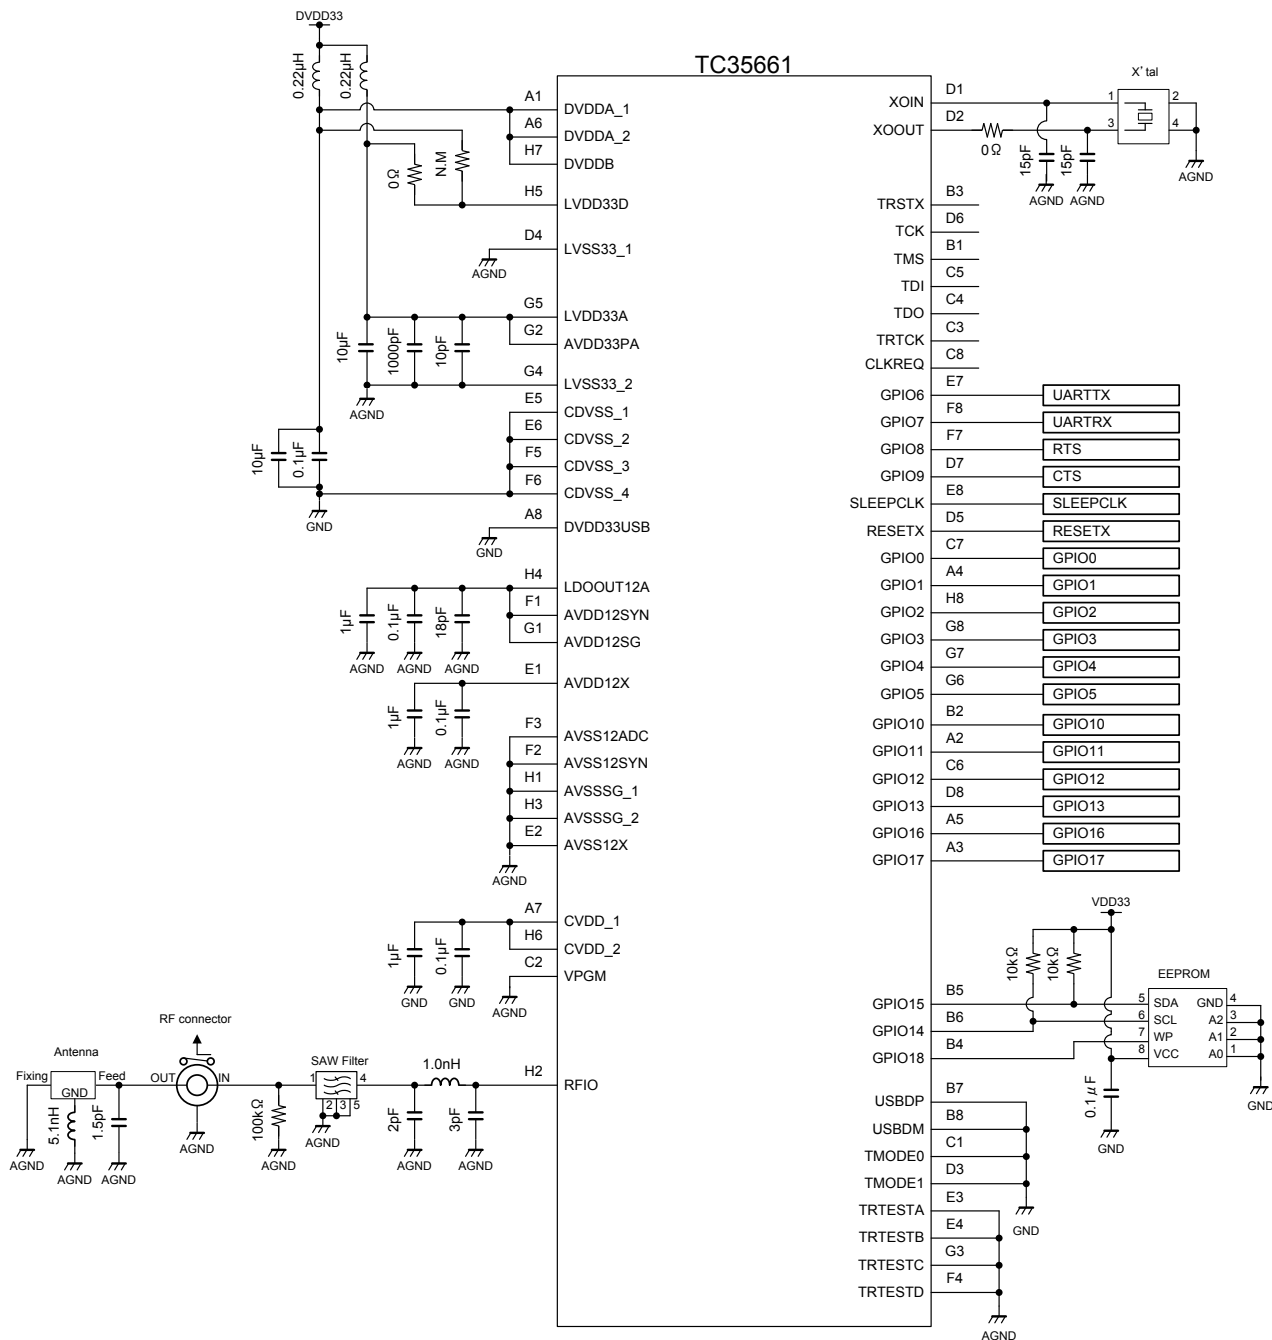 DVDD33
0.22µH
0.22µH
TC35661
A1
DVDDA_1
A6
DVDDA_2
H7
DVDDB
0Ω
N.M
H5
LVDD33D
D4
LVSS33_1
AGND
G5
LVDD33A
G2
AVDD33PA
10µF
1000pF
10pF
G4
LVSS33_2
AGND
E5
CDVSS_1
E6
CDVSS_2
F5
CDVSS_3
F6
CDVSS_4
10µF
0.1µF
GND
A8
DVDD33USB
GND
H4
LDOOUT12A
F1
AVDD12SYN
G1
AVDD12SG
1µF
0.1µF
18pF
AGND
AGND
AGND
E1
AVDD12X
1µF
0.1µF
AGND
AGND
F3
AVSS12ADC
F2
AVSS12SYN
H1
AVSSSG_1
H3
AVSSSG_2
E2
AVSS12X
AGND
A7
CVDD_1
H6
CVDD_2
1µF
0.1µF
GND
GND
C2
VPGM
AGND
RF connector
Antenna
Fixing
Feed
GND
OUT
IN
5.1nH
1.5pF
AGND
AGND
AGND
AGND
100kΩ
AGND
SAW Filter
1
4
2
3
5
AGND
1.0nH
2pF
3pF
AGND
AGND
H2
RFIO
D1
XOIN
D2
XOOUT
0Ω
15pF
15pF
AGND
AGND
X'tal
1
2
3
4
AGND
B3
TRSTX
D6
TCK
B1
TMS
C5
TDI
C4
TDO
C3
TRTCK
C8
CLKREQ
E7
GPIO6
UARTTX
F8
GPIO7
UARTRX
F7
GPIO8
RTS
D7
GPIO9
CTS
E8
SLEEPCLK
SLEEPCLK
D5
RESETX
RESETX
C7
GPIO0
GPIO0
A4
GPIO1
GPIO1
H8
GPIO2
GPIO2
G8
GPIO3
GPIO3
G7
GPIO4
GPIO4
G6
GPIO5
GPIO5
B2
GPIO10
GPIO10
A2
GPIO11
GPIO11
C6
GPIO12
GPIO12
D8
GPIO13
GPIO13
A5
GPIO16
GPIO16
A3
GPIO17
GPIO17
VDD33
10kΩ
10kΩ
EEPROM
B5
GPIO15
B6
GPIO14
B4
GPIO18
5 SDA GND 4
6 SCL A2 3
7 WP A1 2
8 VCC A0 1
0.1μF
GND
GND
B7
USBDP
B8
USBDM
C1
TMODE0
D3
TMODE1
GND
E3
TRTESTA
E4
TRTESTB
G3
TRTESTC
F4
TRTESTD
AGND